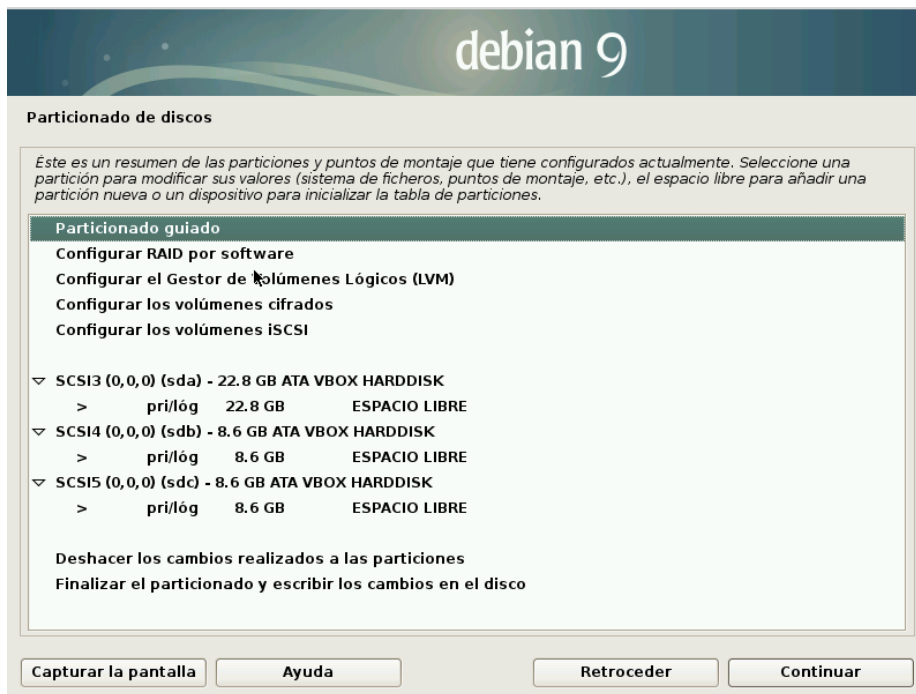 debian 9
Particionado de discos
Éste es un resumen de las particiones y puntos de montaje que tiene configurados actualmente. Seleccione una
partición para modificar sus valores (sistema de ficheros, puntos de montaje, etc.), el espacio libre para añadir una
partición nueva o un dispositivo para inicializar la tabla de particiones.
Particionado guiado
Configurar RAID por software
Configurar el Gestor de Volúmenes Lógicos (LVM)
Configurar los volúmenes cifrados
Configurar los volúmenes iSCSI
SCSI3 (0,0,0) (sda) - 22.8 GB ATA VBOX HARDDISK
> pri/lóg 22.8 GB ESPACIO LIBRE
SCSI4 (0,0,0) (sdb) - 8.6 GB ATA VBOX HARDDISK
> pri/lóg 8.6 GB ESPACIO LIBRE
SCSI5 (0,0,0) (sdc) - 8.6 GB ATA VBOX HARDDISK
> pri/lóg 8.6 GB ESPACIO LIBRE
Deshacer los cambios realizados a las particiones
Finalizar el particionado y escribir los cambios en el disco
Capturar la pantalla Ayuda Retroceder Continuar